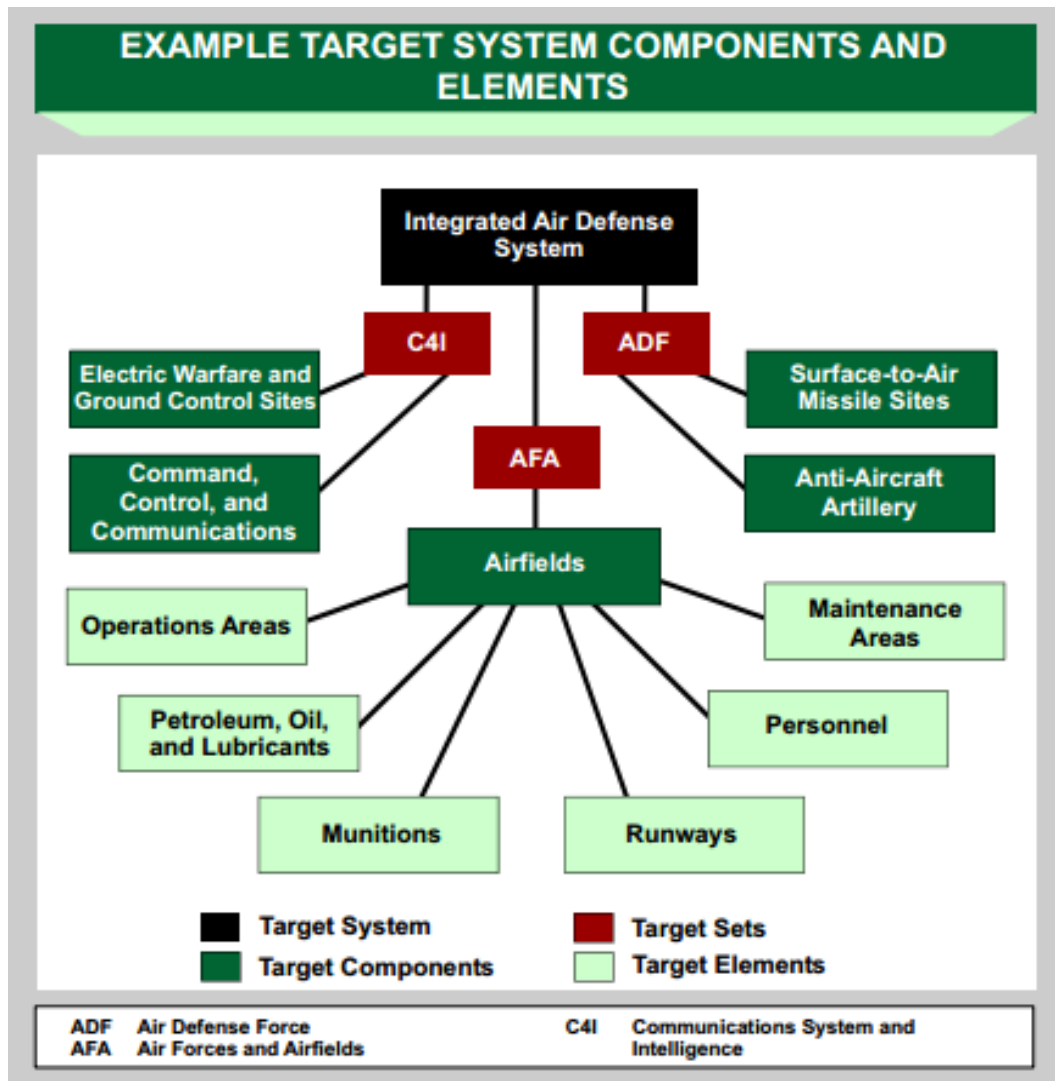 EXAMPLE TARGET SYSTEM COMPONENTS AND
ELEMENTS
Integrated Air Defense
System
C4I
ADF
Electric Warfare and
Ground Control Sites
Surface-to-Air
Missile Sites
AFA
Command,
Control, and
Communications
Anti-Aircraft
Artillery
Airfields
Operations Areas
Maintenance
Areas
Petroleum, Oil,
and Lubricants
Personnel
Munitions
Runways
Target System
Target Sets
Target Components
Target Elements
ADF Air Defense Force
AFA Air Forces and Airfields
C4I Communications System and
Intelligence